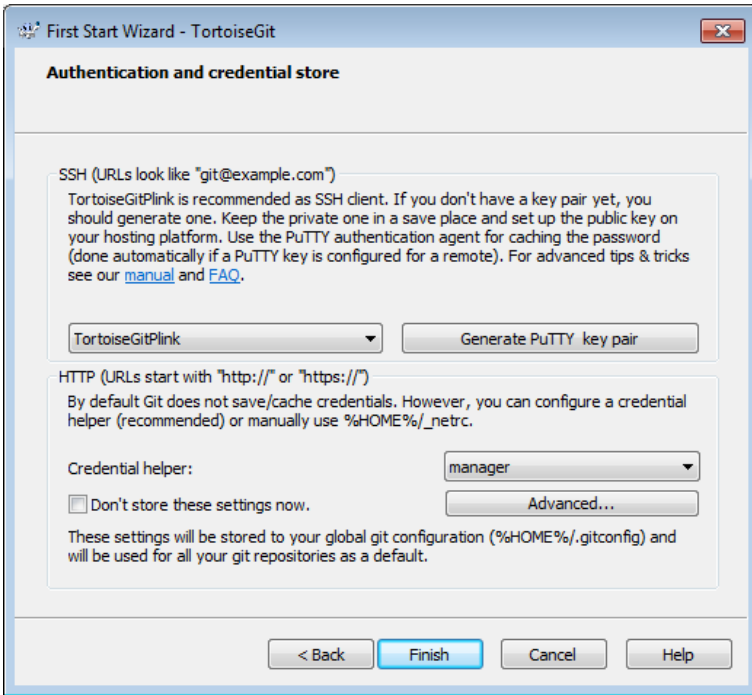 First Start Wizard - TortoiseGit
Authentication and credential store
SSH (URLs look like "git@example.com")
TortoiseGitPlink is recommended as SSH client. If you don't have a key pair yet, you
should generate one. Keep the private one in a save place and set up the public key on
your hosting platform. Use the PuTTY authentication agent for caching the password
(done automatically if a PuTTY key is configured for a remote). For advanced tips & tricks
see our manual and FAQ.
TortoiseGitPlink
Generate PuTTY key pair
HTTP (URLs start with "http://" or "https://")
By default Git does not save/cache credentials. However, you can configure a credential
helper (recommended) or manually use %HOME%/_netrc.
Credential helper:
manager
Don't store these settings now.
Advanced...
These settings will be stored to your global git configuration (%HOME%/.gitconfig) and
will be used for all your git repositories as a default.
< Back
Finish
Cancel
Help